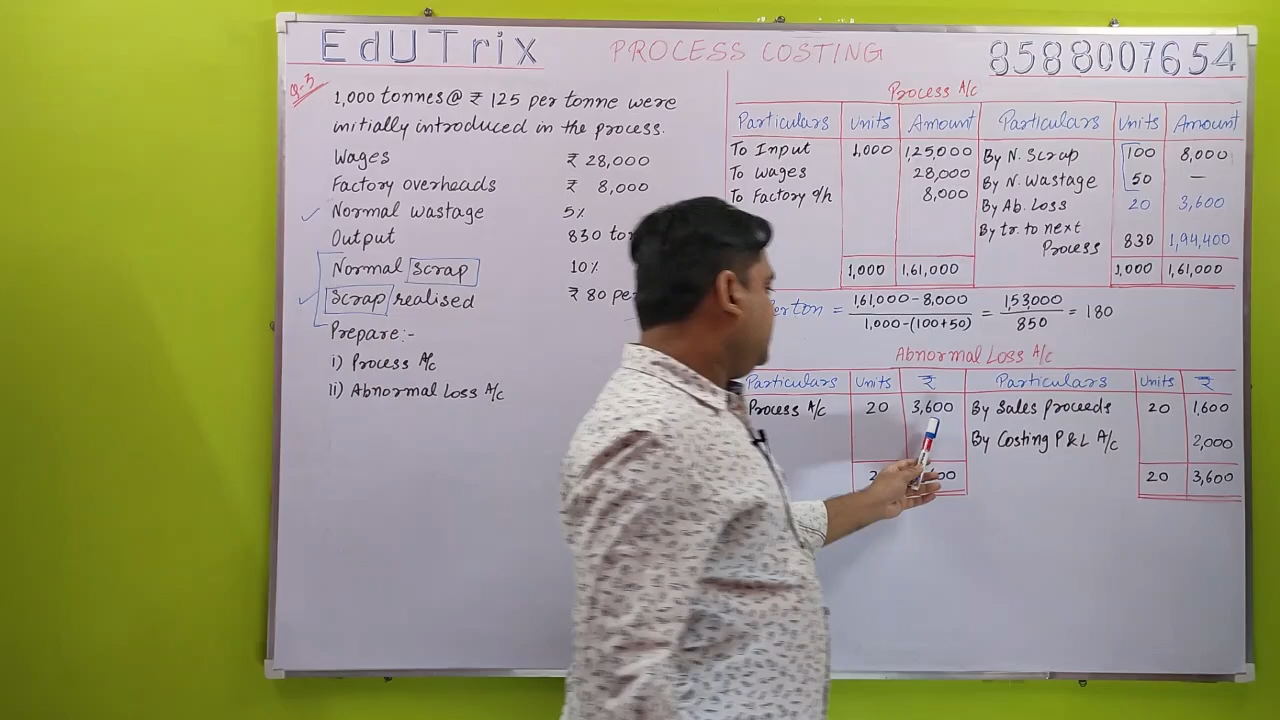 EdUTrix
PROCESS COSTING
8588007654
Q-3
1,000 tonnes @ ₹ 125 per tonne were
initially introduced in the process.
Wages ₹ 28,000
Factory overheads ₹ 8,000
Normal wastage 5%
Output 830
Normal Scrap 10%
Scrap realised ₹ 80
Prepare:-
i) Process A/c
ii) Abnormal Loss A/c
Process A/c
Particulars Units Amount Particulars Units Amount
To Input 1,000 1,25,000 By N. Scrap 100 8,000
To Wages 28,000 By N. Wastage 50 —
To Factory o/h 8,000 By Ab. Loss 20 3,600
By tr. to next
Process 830 1,94,400
1,000 1,61,000 1,000 1,61,000
ton = 1,61,000 - 8,000 / 1,000 - (100+50) = 1,53,000 / 850 = 180
Abnormal Loss A/c
Particulars Units ₹ Particulars Units ₹
Process A/c 20 3,600 By Sales proceeds 20 1,600
By Costing P & L A/c 2,000
20 3,600